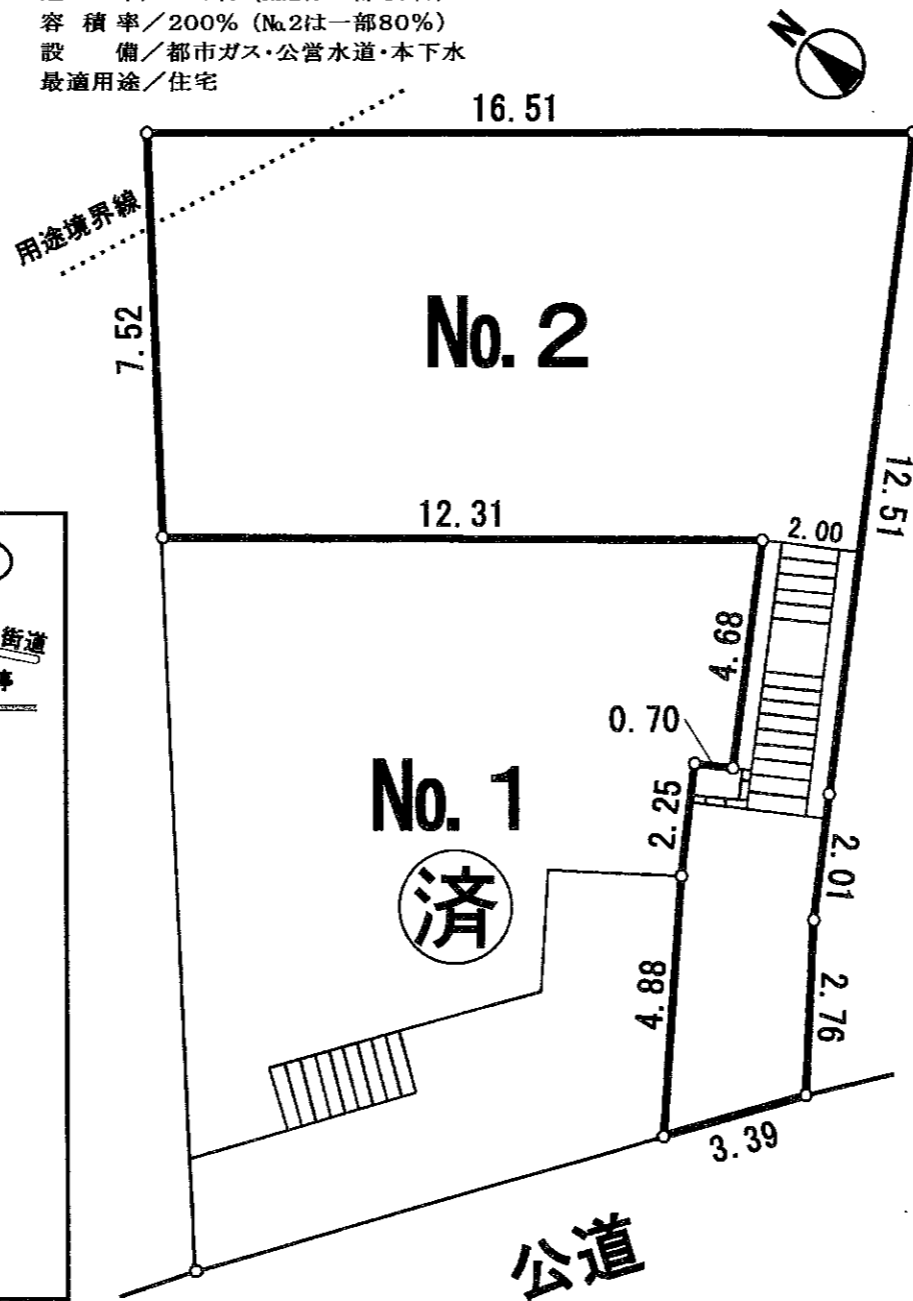 容積率／200％（№2は一部80％）
設　備／都市ガス・公営水道・本下水
最適用途／住宅
N
16.51
用途境界線
7.52
No. 2
12.51
12.31
2.00
街道
4.68
0.70
No. 1
2.25
済
2.01
4.88
2.76
3.39
公道